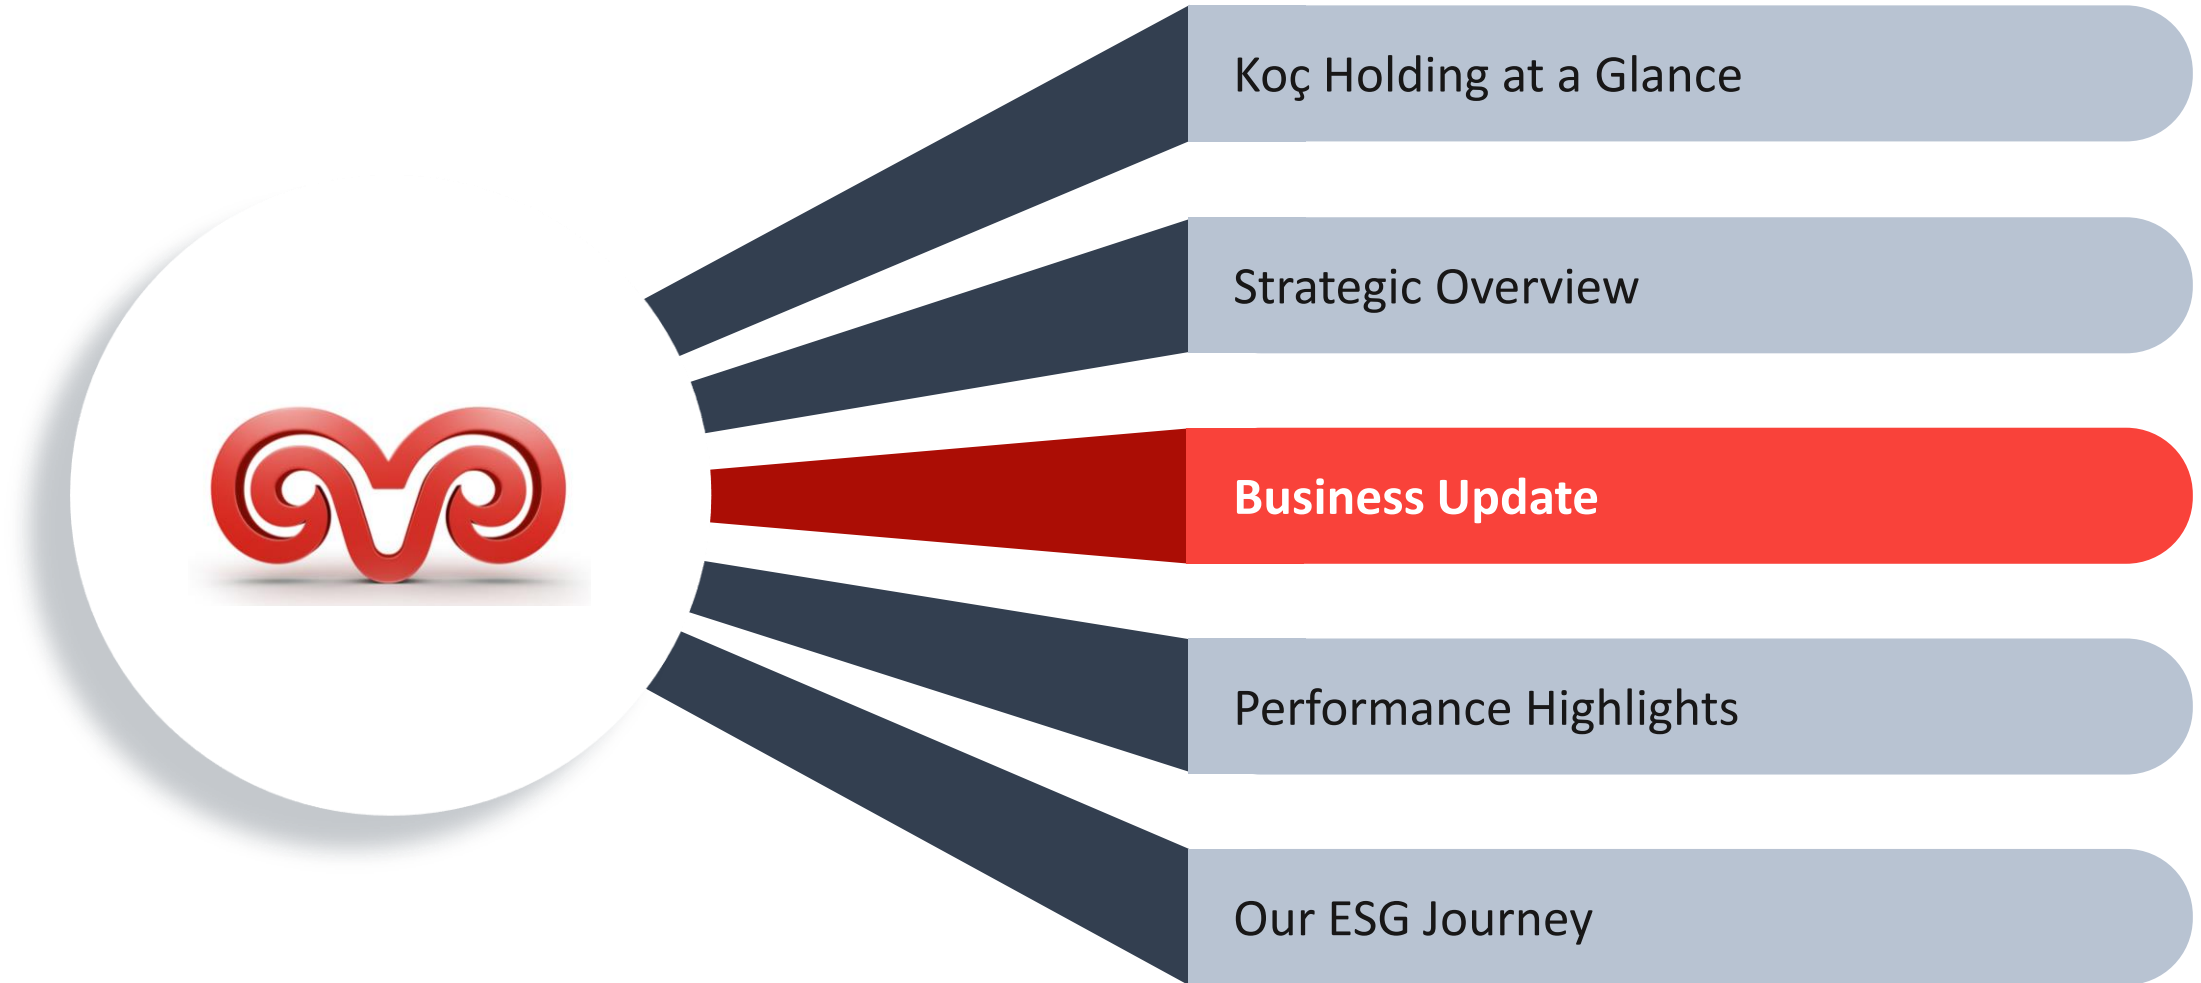 Koç Holding at a Glance
Strategic Overview
Business Update
Performance Highlights
Our ESG Journey